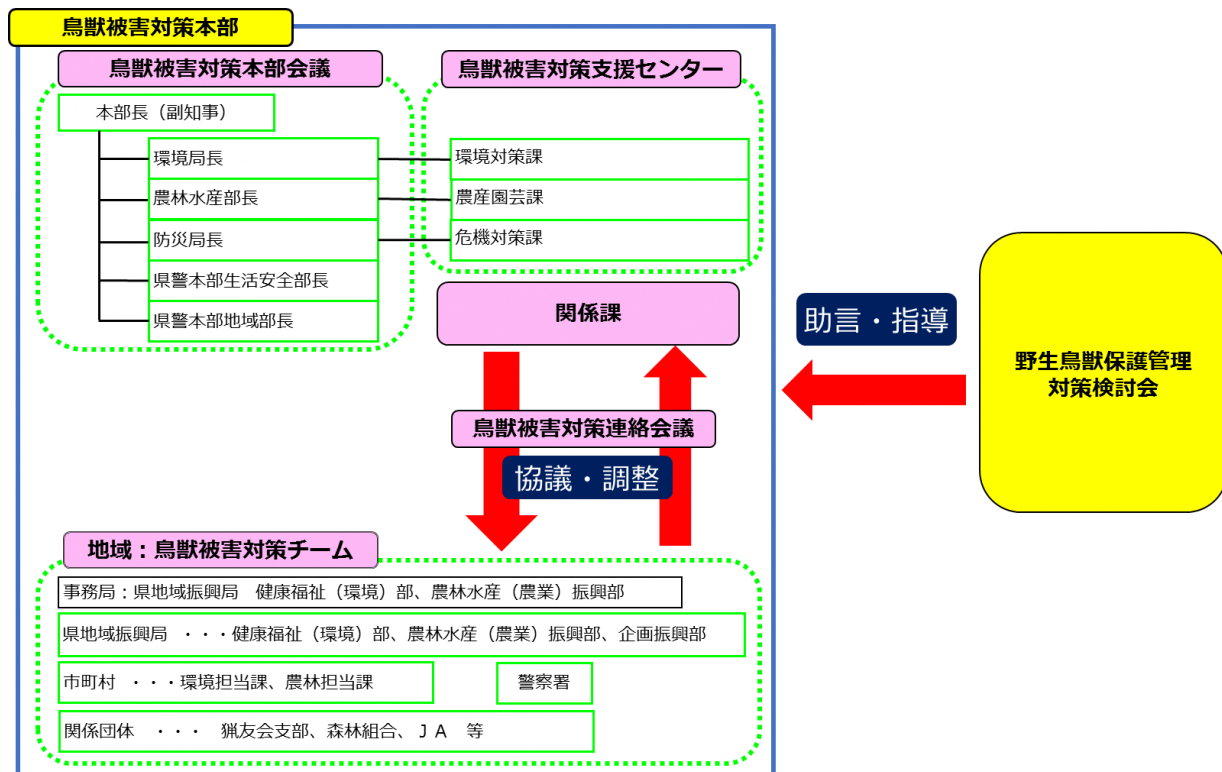 鳥獣被害対策本部
鳥獣被害対策本部会議
本部長（副知事）
環境局長
農林水産部長
防災局長
県警本部生活安全部長
県警本部地域部長
鳥獣被害対策支援センター
環境対策課
農産園芸課
危機対策課
関係課
助言・指導
野生鳥獣保護管理
対策検討会
鳥獣被害対策連絡会議
協議・調整
地域：鳥獣被害対策チーム
事務局：県地域振興局　健康福祉（環境）部、農林水産（農業）振興部
県地域振興局　・・・健康福祉（環境）部、農林水産（農業）振興部、企画振興部
市町村　・・・環境担当課、農林担当課
警察署
関係団体　・・・　猟友会支部、森林組合、ＪＡ　等